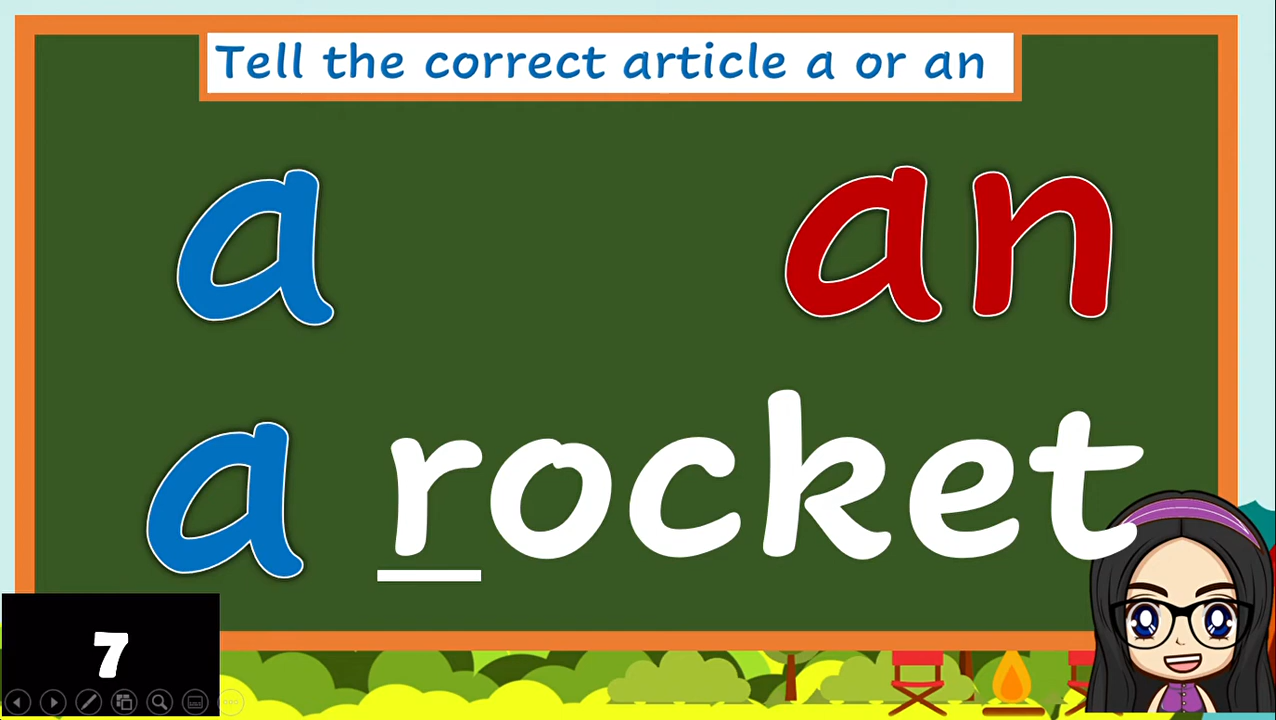 Tell the correct article a or an
a an
a rocket
7